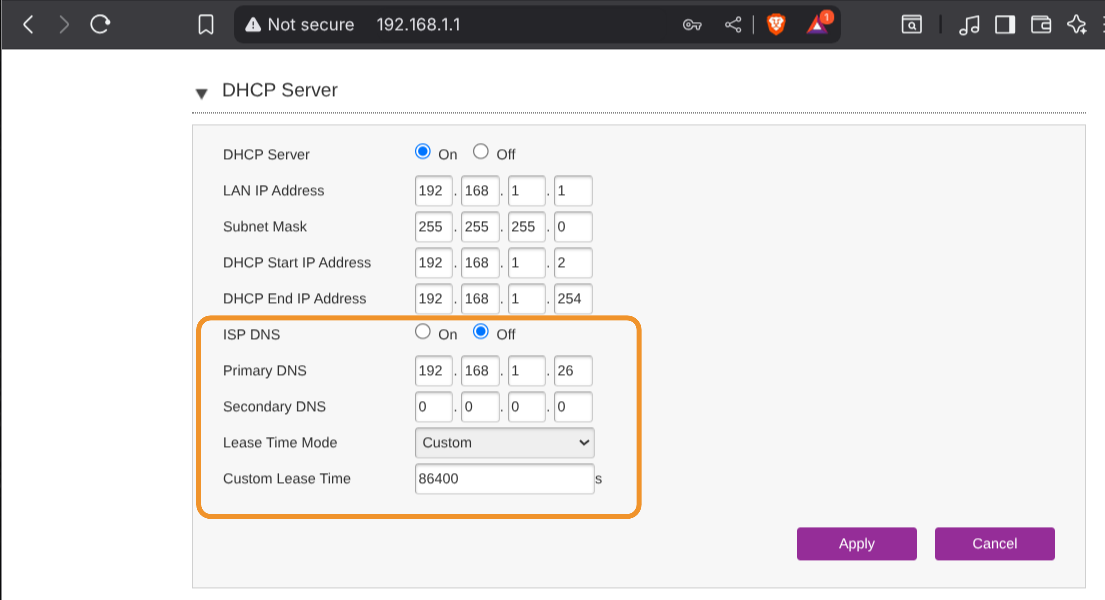 Not secure 192.168.1.1
1
DHCP Server
DHCP Server On Off
LAN IP Address 192 . 168 . 1 . 1
Subnet Mask 255 . 255 . 255 . 0
DHCP Start IP Address 192 . 168 . 1 . 2
DHCP End IP Address 192 . 168 . 1 . 254
ISP DNS On Off
Primary DNS 192 . 168 . 1 . 26
Secondary DNS 0 . 0 . 0 . 0
Lease Time Mode Custom
Custom Lease Time 86400 s
Apply Cancel